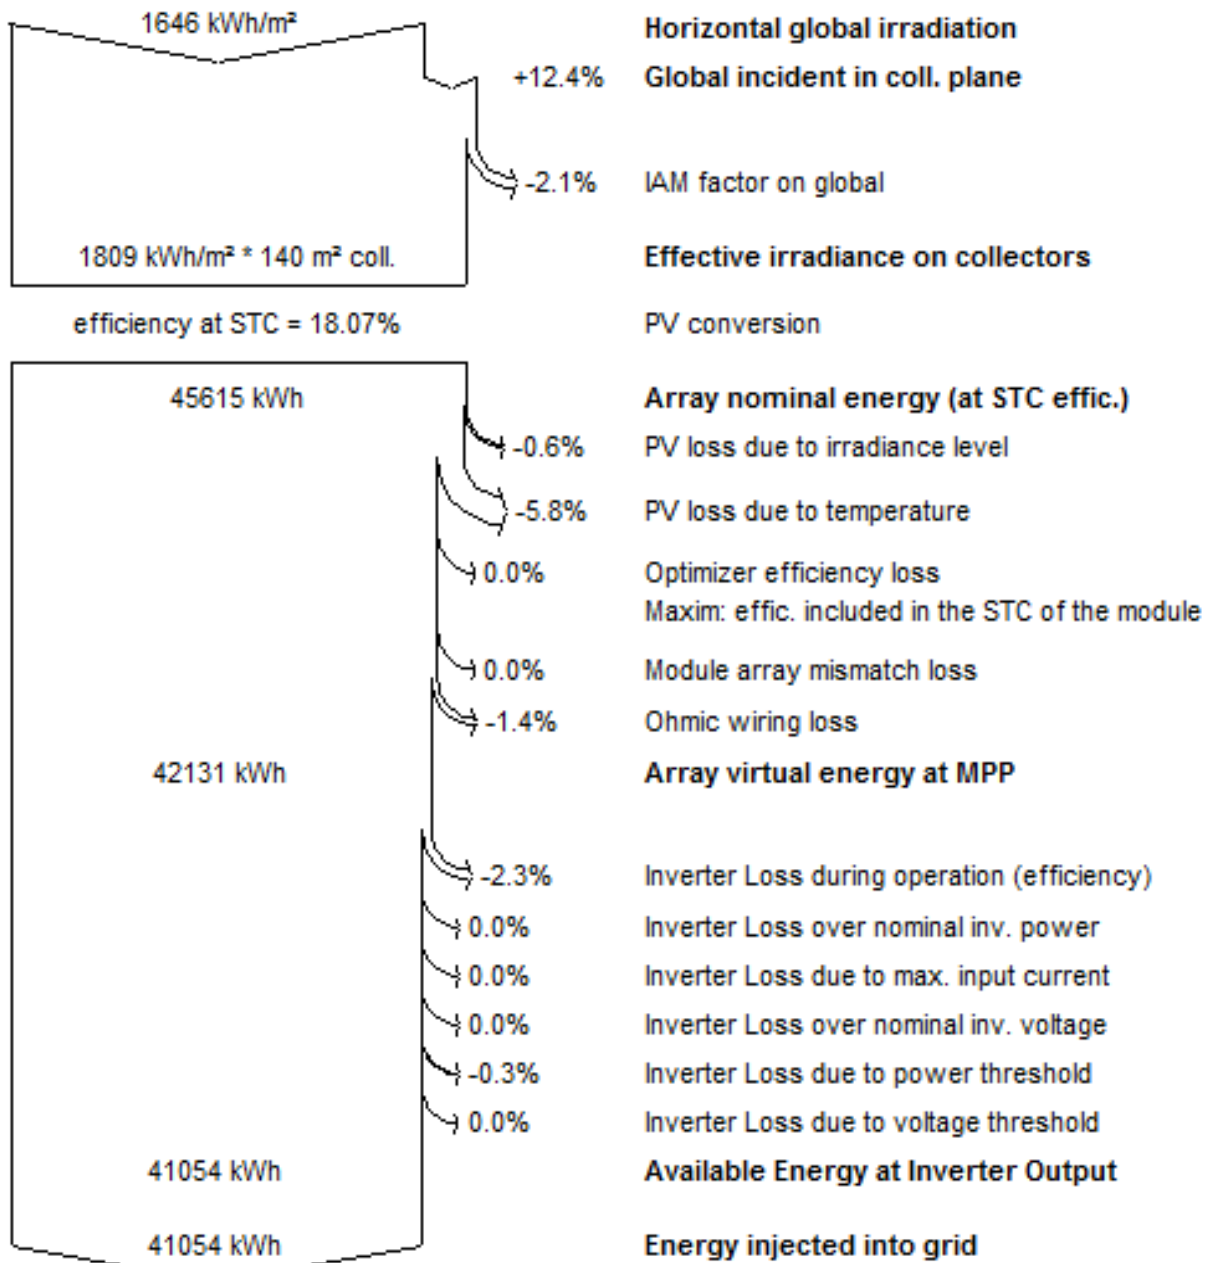 1646 kWh/m² Horizontal global irradiation
+12.4% Global incident in coll. plane
-2.1% IAM factor on global
1809 kWh/m² * 140 m² coll. Effective irradiance on collectors
efficiency at STC = 18.07% PV conversion
45615 kWh Array nominal energy (at STC effic.)
-0.6% PV loss due to irradiance level
-5.8% PV loss due to temperature
0.0% Optimizer efficiency loss
Maxim: effic. included in the STC of the module
0.0% Module array mismatch loss
-1.4% Ohmic wiring loss
42131 kWh Array virtual energy at MPP
-2.3% Inverter Loss during operation (efficiency)
0.0% Inverter Loss over nominal inv. power
0.0% Inverter Loss due to max. input current
0.0% Inverter Loss over nominal inv. voltage
-0.3% Inverter Loss due to power threshold
0.0% Inverter Loss due to voltage threshold
41054 kWh Available Energy at Inverter Output
41054 kWh Energy injected into grid